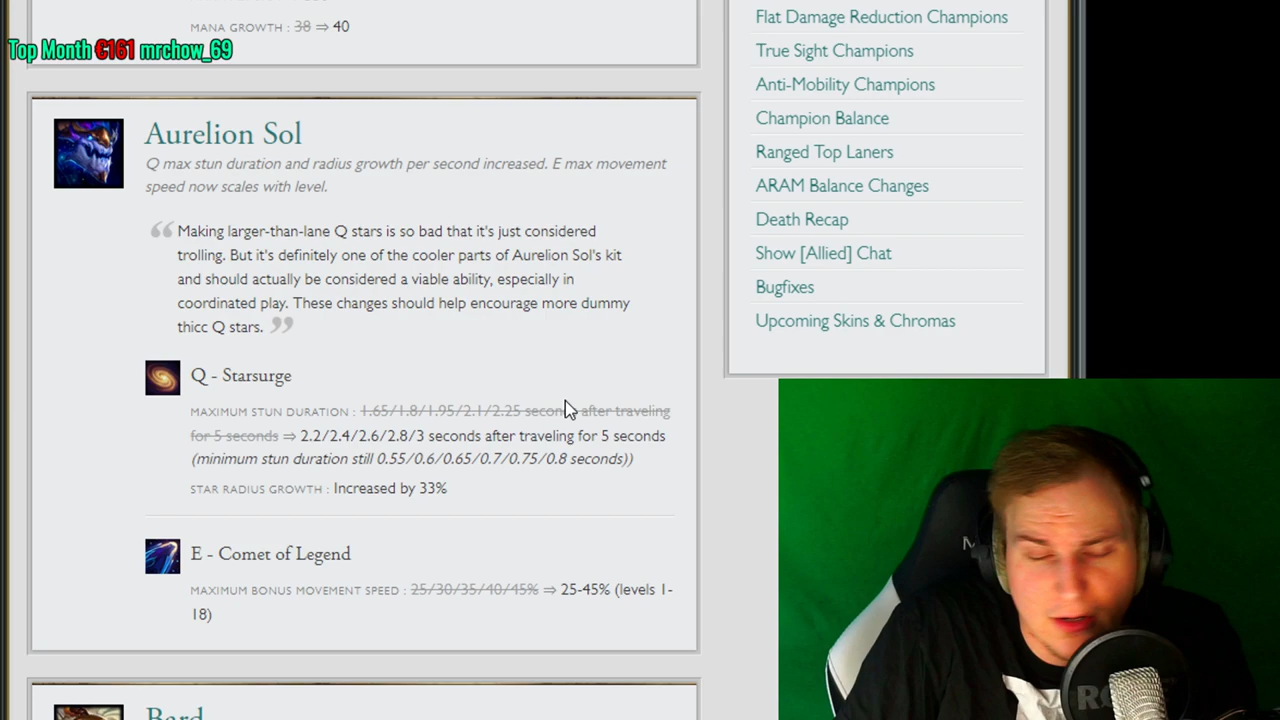 MANA GROWTH : 38 ⇒ 40
Top Month €161 mrchow_69
Aurelion Sol
Q max stun duration and radius growth per second increased. E max movement
speed now scales with level.
“ Making larger-than-lane Q stars is so bad that it's just considered
trolling. But it's definitely one of the cooler parts of Aurelion Sol's kit
and should actually be considered a viable ability, especially in
coordinated play. These changes should help encourage more dummy
thicc Q stars. ”
Q - Starsurge
MAXIMUM STUN DURATION : 1.65/1.8/1.95/2.1/2.25 seconds after traveling
for 5 seconds ⇒ 2.2/2.4/2.6/2.8/3 seconds after traveling for 5 seconds
(minimum stun duration still 0.55/0.6/0.65/0.7/0.75/0.8 seconds))
STAR RADIUS GROWTH : Increased by 33%
E - Comet of Legend
MAXIMUM BONUS MOVEMENT SPEED : 25/30/35/40/45% ⇒ 25-45% (levels 1-
18)
Bard
Flat Damage Reduction Champions
True Sight Champions
Anti-Mobility Champions
Champion Balance
Ranged Top Laners
ARAM Balance Changes
Death Recap
Show [Allied] Chat
Bugfixes
Upcoming Skins & Chromas